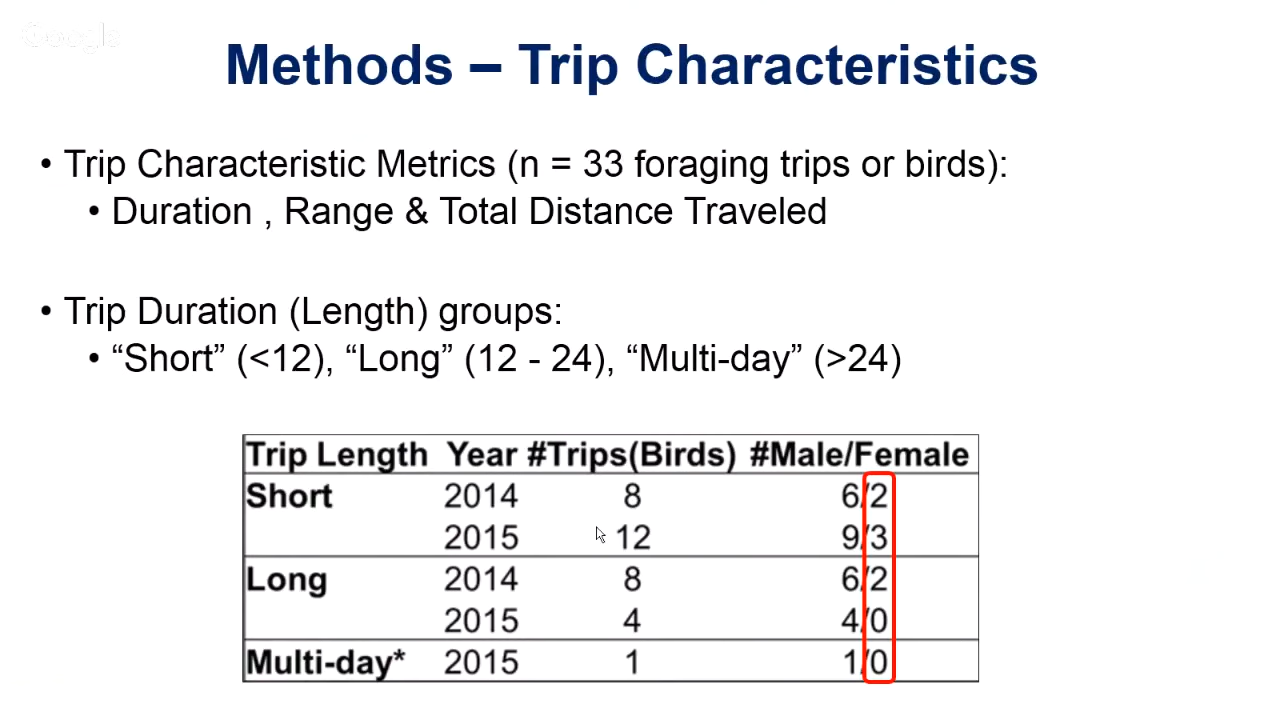 Google
Methods – Trip Characteristics
• Trip Characteristic Metrics (n = 33 foraging trips or birds):
• Duration , Range & Total Distance Traveled
• Trip Duration (Length) groups:
• “Short” (<12), “Long” (12 - 24), “Multi-day” (>24)
Trip Length Year #Trips(Birds) #Male/Female
Short 2014 8 6/2
2015 12 9/3
Long 2014 8 6/2
2015 4 4/0
Multi-day* 2015 1 1/0